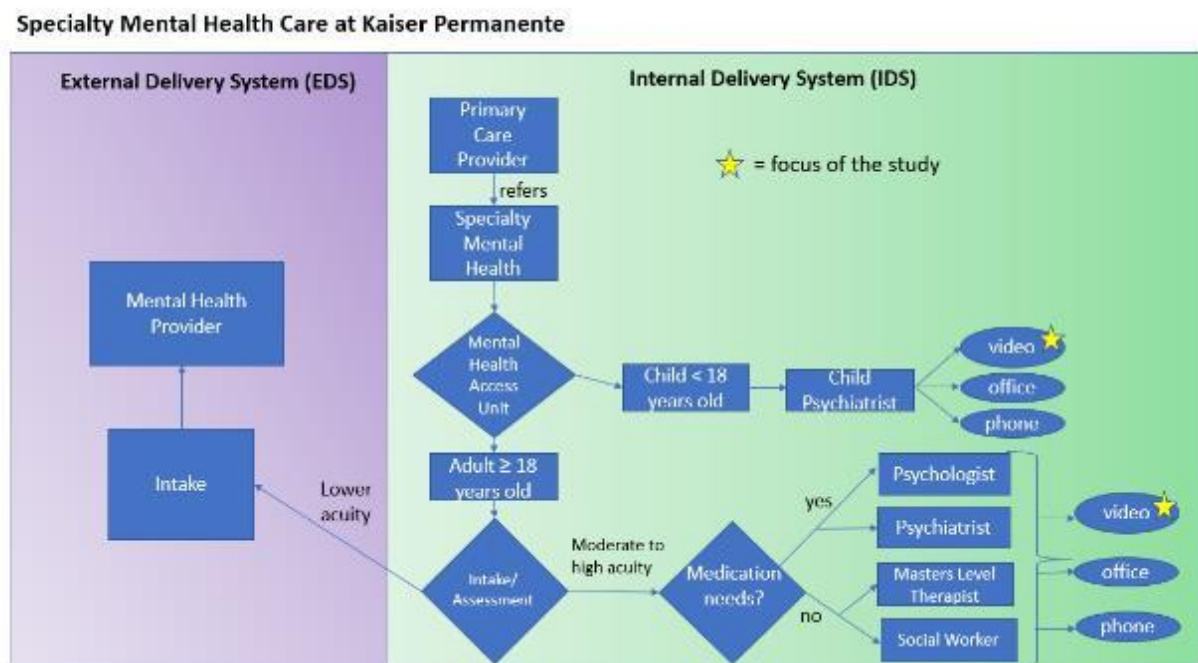 Specialty Mental Health Care at Kaiser Permanente
External Delivery System (EDS)
Internal Delivery System (IDS)
Primary
Care
Provider
= focus of the study
refers
Specialty
Mental
Health
Mental Health
Provider
Mental
Health
Access
Unit
Child < 18
years old
Child
Psychiatrist
video
office
phone
Intake
Lower
acuity
Adult ≥ 18
years old
Intake/
Assessment
Moderate to
high acuity
Medication
needs?
yes
no
Psychologist
Psychiatrist
Masters Level
Therapist
Social Worker
video
office
phone